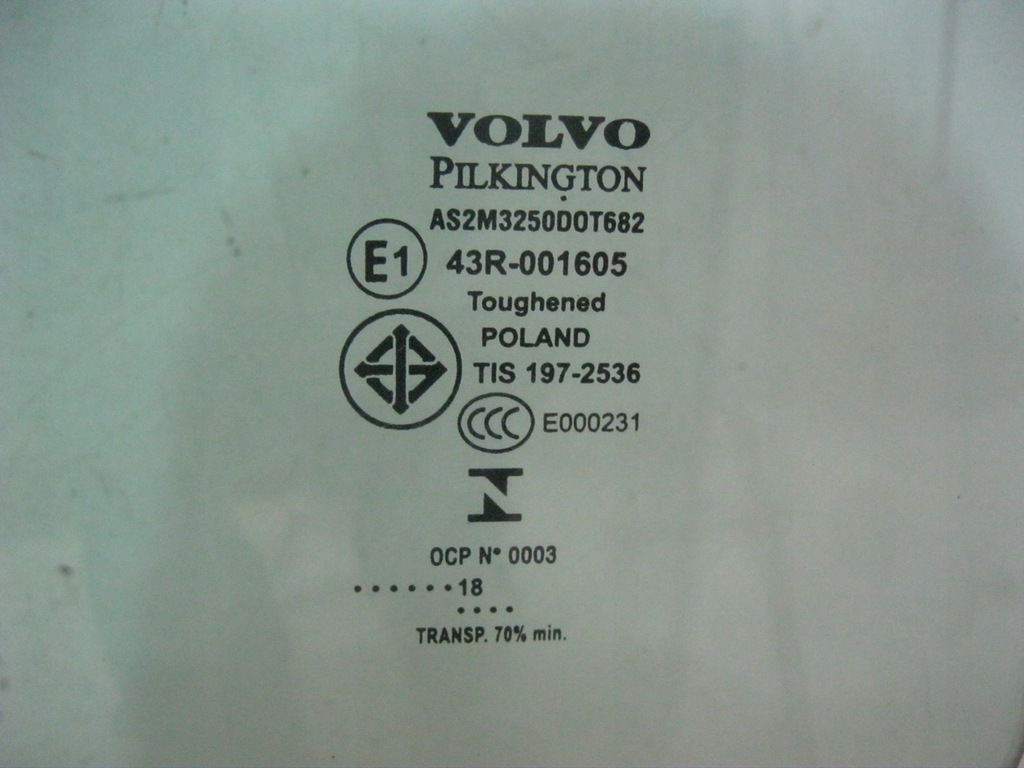 VOLVO
PILKINGTON
AS2M3250DOT682
E1 43R-001605
Toughened
POLAND
TIS 197-2536
CCC E000231
OCP N° 0003
......18
....
TRANSP. 70% min.